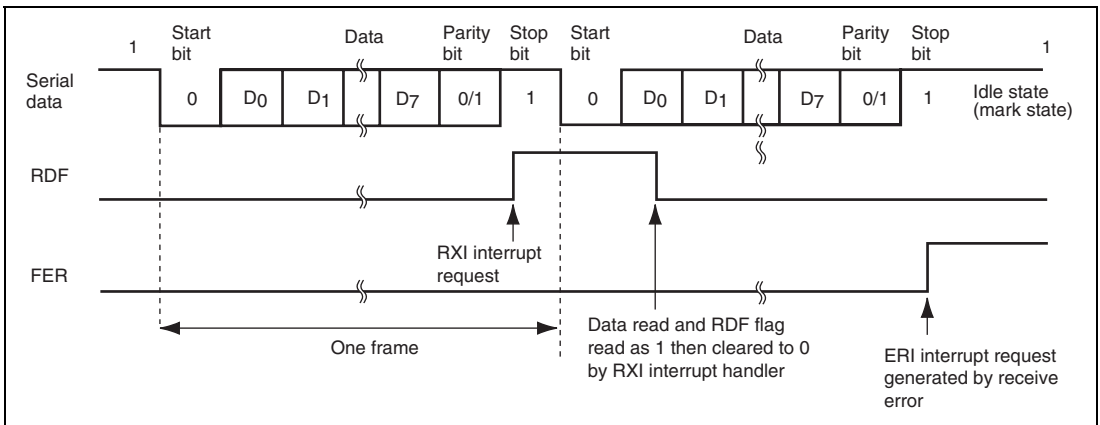 1
Start bit
Data
Parity bit
Stop bit
Start bit
Data
Parity bit
Stop bit
1
Serial data
0
D0
D1
D7
0/1
1
0
D0
D1
D7
0/1
1
Idle state
(mark state)
RDF
RXI interrupt
request
FER
One frame
Data read and RDF flag
read as 1 then cleared to 0
by RXI interrupt handler
ERI interrupt request
generated by receive
error